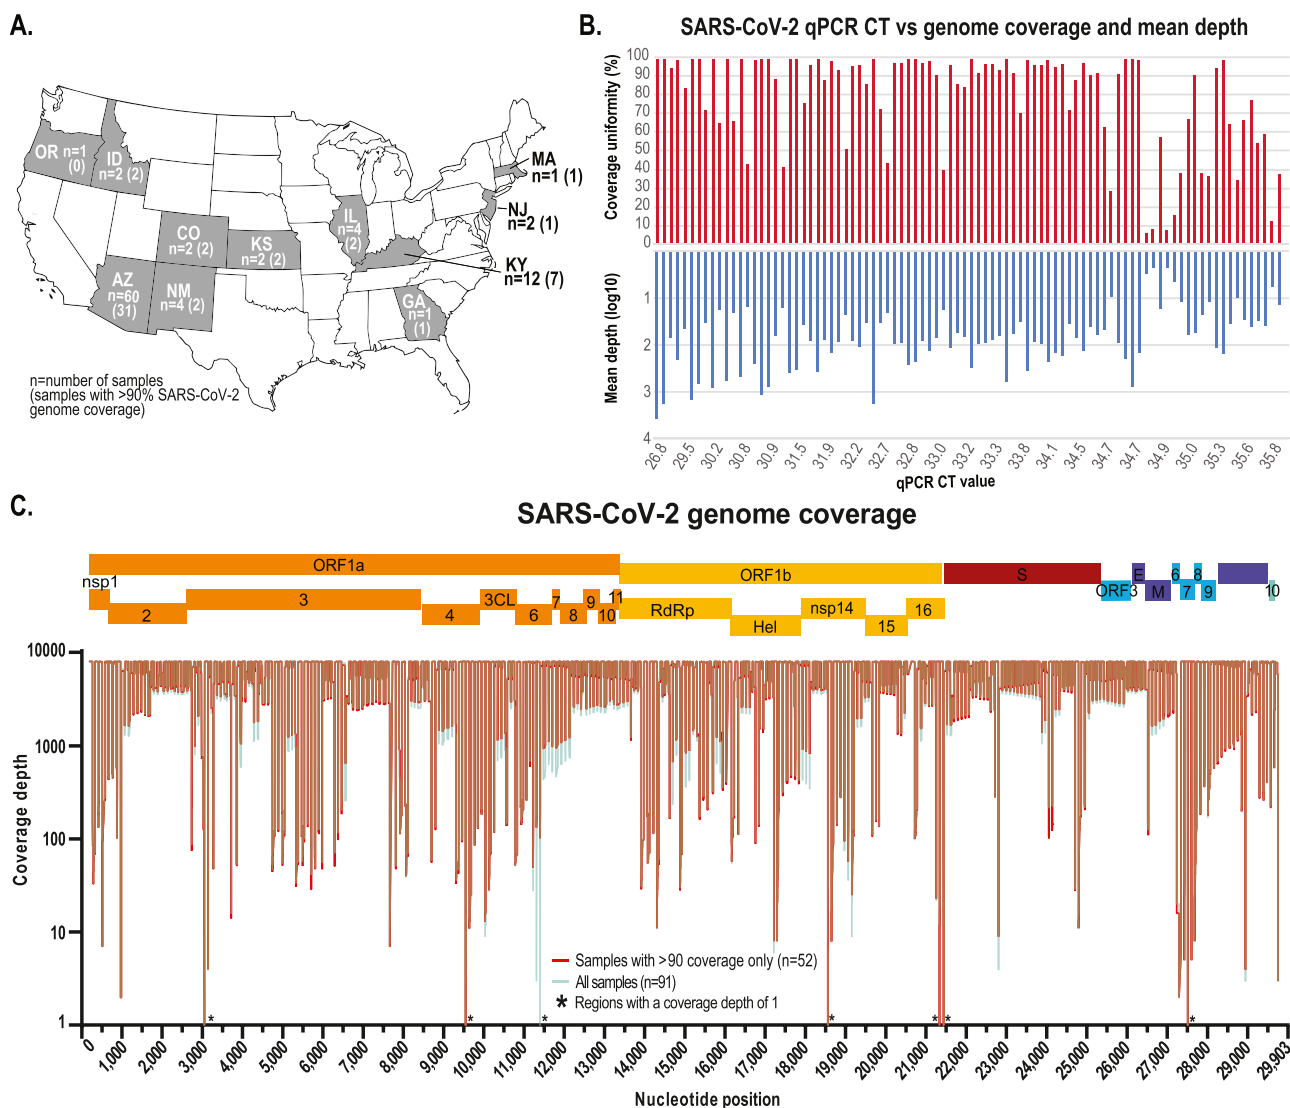 A.
OR n=1
(0)
ID
n=2 (2)
MA
n=1 (1)
NJ
n=2 (1)
IL
n=4
(2)
CO
n=2 (2)
KS
n=2 (2)
KY
n=12 (7)
AZ
n=60
(31)
NM
n=4 (2)
GA
n=1
(1)
n=number of samples
(samples with >90% SARS-CoV-2
genome coverage)
B.
SARS-CoV-2 qPCR CT vs genome coverage and mean depth
Coverage uniformity (%)
100
90
80
70
60
50
40
30
20
10
0
Mean depth (log10)
1
2
3
4
26.8 29.5 30.2 30.8 30.9 31.5 31.9 32.2 32.7 32.8 33.0 33.2 33.3 33.8 34.1 34.5 34.7 34.7 34.9 35.0 35.3 35.6 35.8
qPCR CT value
C.
SARS-CoV-2 genome coverage
ORF1a
ORF1b
S
E
6 8
nsp1
ORF3
M
7
9
10
2
3
4
3CL
6
7
8
9
10
11
RdRp
Hel
nsp14
15
16
Coverage depth
10000
1000
100
10
1
Samples with >90 coverage only (n=52)
All samples (n=91)
* Regions with a coverage depth of 1
* * * * * * *
0 1,000 2,000 3,000 4,000 5,000 6,000 7,000 8,000 9,000 10,000 11,000 12,000 13,000 14,000 15,000 16,000 17,000 18,000 19,000 20,000 21,000 22,000 23,000 24,000 25,000 26,000 27,000 28,000 29,000 29,903
Nucleotide position